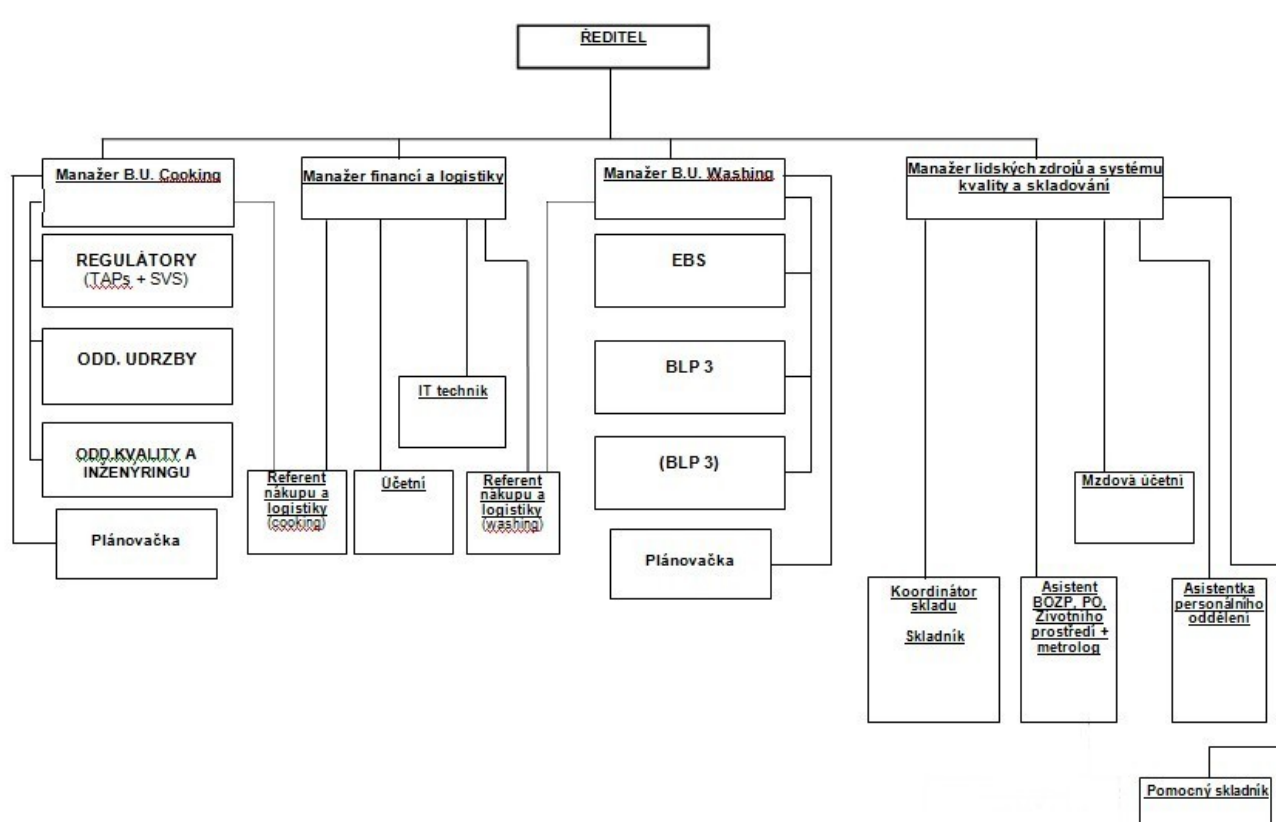 ŘEDITEL
Manažer B.U. Cooking
Manažer financí a logistiky
Manažer B.U. Washing
Manažer lidských zdrojů a systému
kvality a skladování
REGULÁTORY
(TAPs + SVS)
EBS
ODD. UDRZBY
BLP 3
IT technik
ODD.KVALITY A
INŽENÝRINGU
(BLP 3)
Referent
nákupu a
logistiky
(cooking)
Účetní
Referent
nákupu a
logistiky
(washing)
Mzdová účetni
Plánovačka
Plánovačka
Koordinátor
skladu
Skladník
Asistent
BOZP, PO,
Životního
prostředí +
metrolog
Asistentka
personálního
oddělení
Pomocný skladník